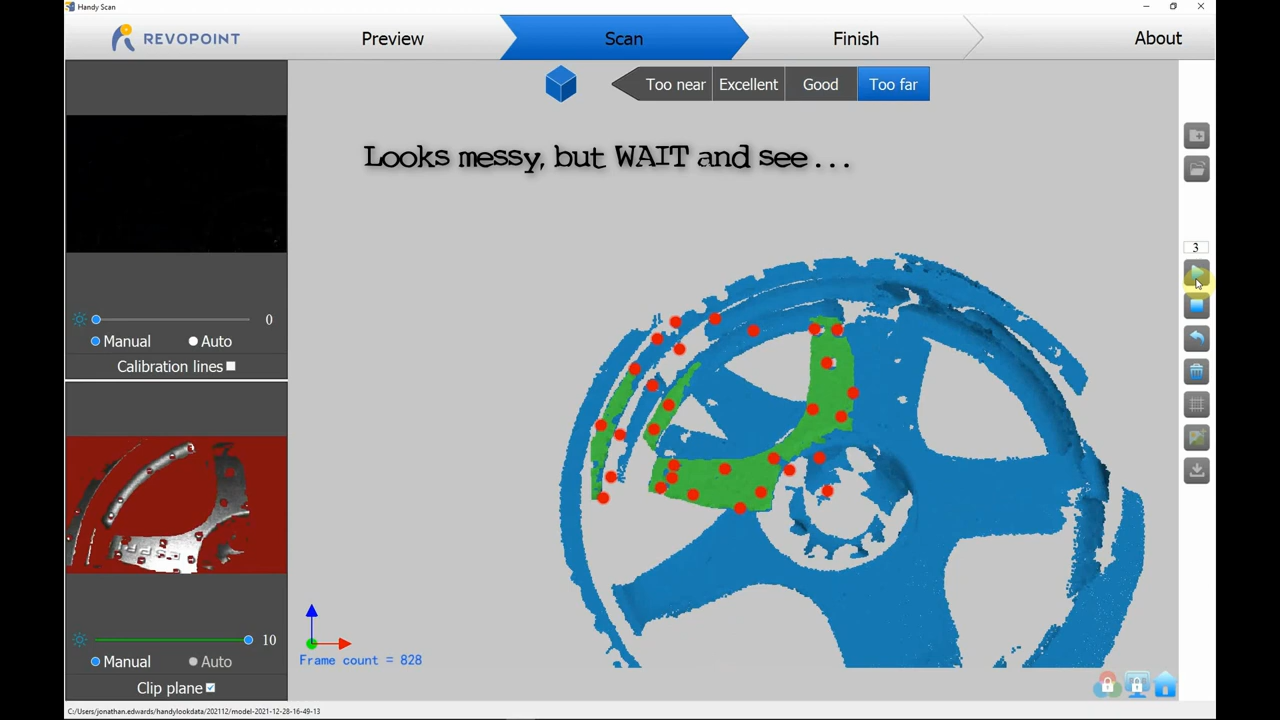 Handy Scan
REVOPOINT
Preview
Scan
Finish
About
Too near
Excellent
Good
Too far
Looks messy, but WAIT and see...
0
Manual
Auto
Calibration lines
3
10
Manual
Auto
Clip plane
Frame count = 828
C:/Users/jonathan.edwards/handylookdata/202112/model-2021-12-28-16-49-13